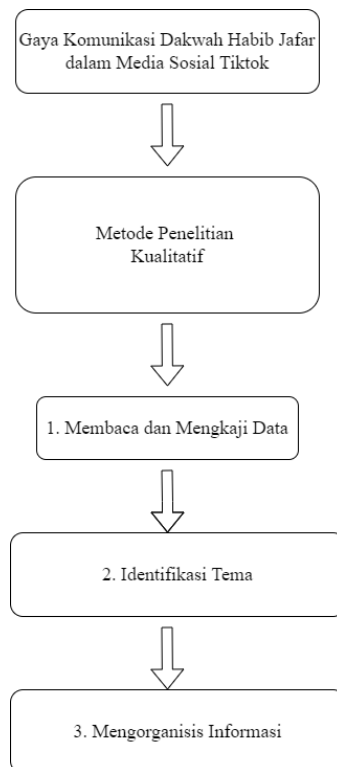 Gaya Komunikasi Dakwah Habib Jafar
dalam Media Sosial Tiktok
Metode Penelitian
Kualitatif
1. Membaca dan Mengkaji Data
2. Identifikasi Tema
3. Mengorganisis Informasi